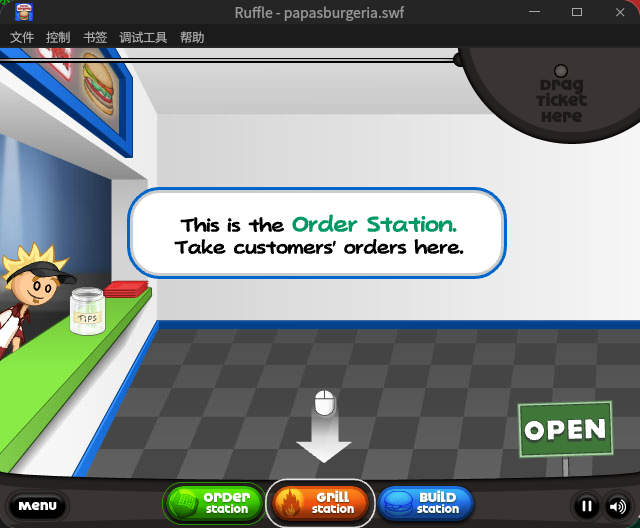 Ruffle - papasburgeria.swf
文件 控制 书签 调试工具 帮助
Drag
Ticket
Here
This is the Order Station.
Take customers' orders here.
TIPS
OPEN
MENU
ORDER station
GRILL station
BUILD station